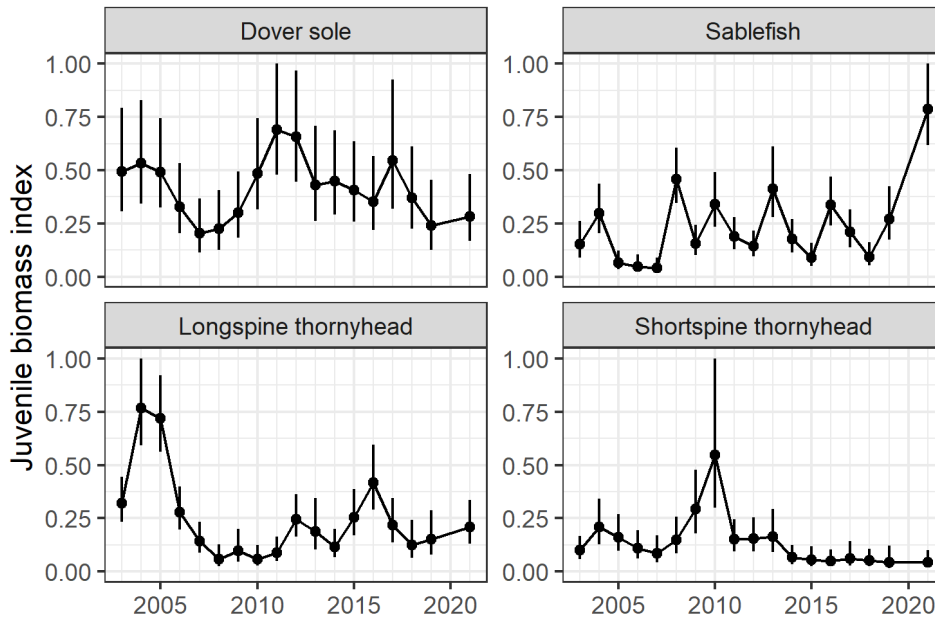 Dover sole
Sablefish
1.00
0.75
0.50
0.25
0.00
1.00
0.75
0.50
0.25
0.00
Longspine thornyhead
Shortspine thornyhead
1.00
0.75
0.50
0.25
0.00
1.00
0.75
0.50
0.25
0.00
2005 2010 2015 2020
2005 2010 2015 2020
Juvenile biomass index